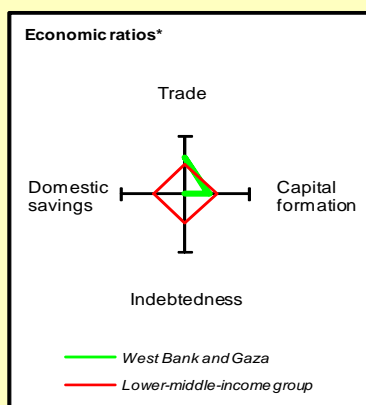 Economic ratios*
Trade
Domestic
savings
Capital
formation
Indebtedness
West Bank and Gaza
Lower-middle-income group